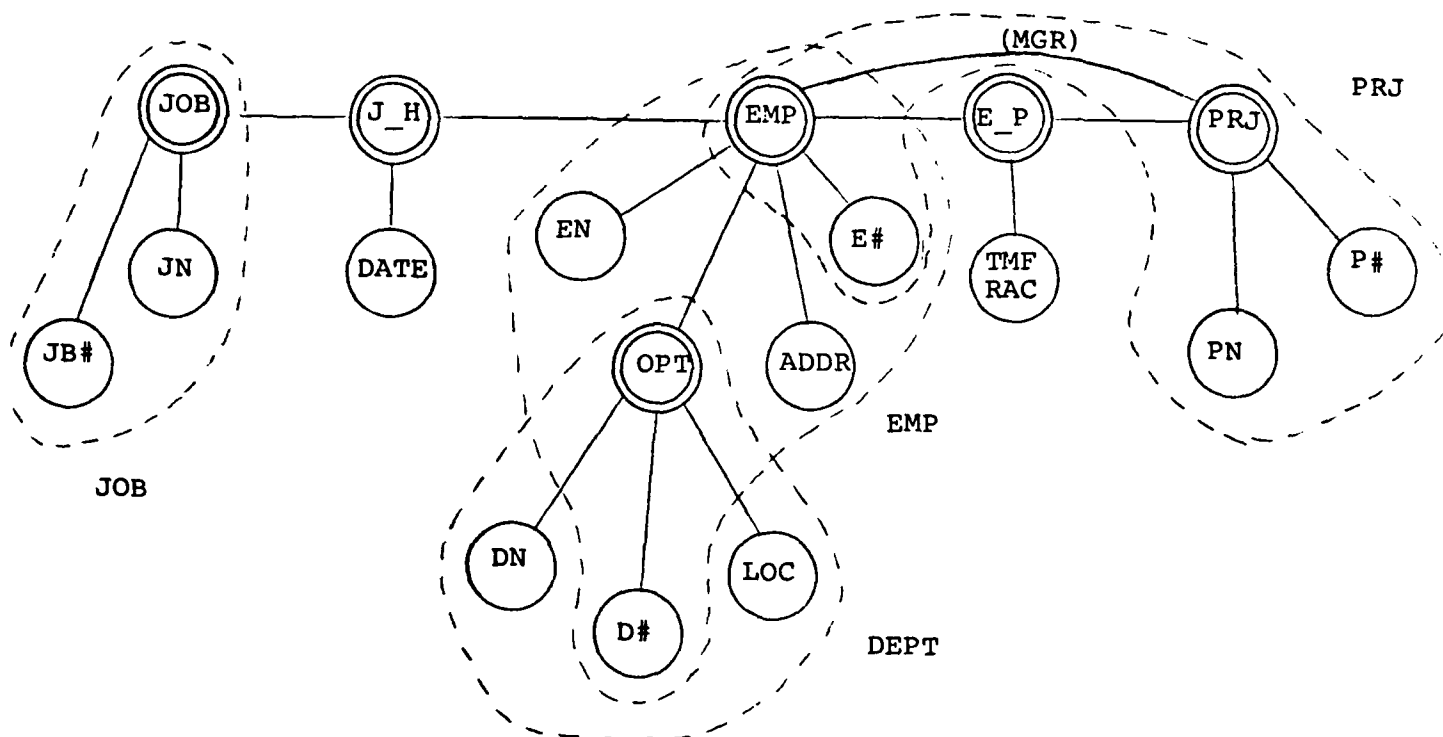 (MGR)
PRJ
JOB
J_H
EMP
E_P
PRJ
EN
E#
JN
DATE
TMF
RAC
P#
JB#
OPT
ADDR
PN
EMP
JOB
DN
LOC
D#
DEPT